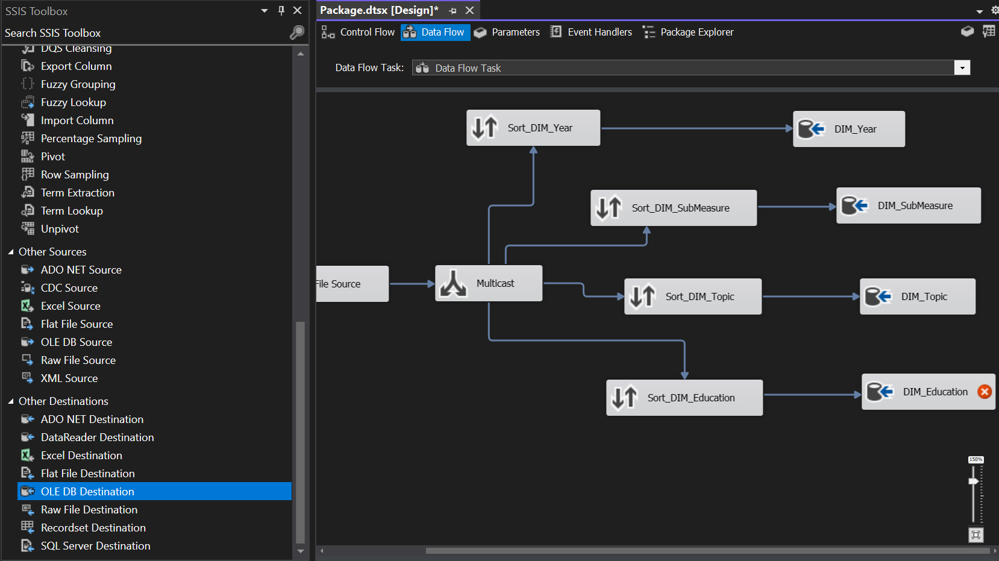 SSIS Toolbox
Search SSIS Toolbox
DQS Cleansing
Export Column
Fuzzy Grouping
Fuzzy Lookup
Import Column
Percentage Sampling
Pivot
Row Sampling
Term Extraction
Term Lookup
Unpivot
Other Sources
ADO NET Source
CDC Source
Excel Source
Flat File Source
OLE DB Source
Raw File Source
XML Source
Other Destinations
ADO NET Destination
DataReader Destination
Excel Destination
Flat File Destination
OLE DB Destination
Raw File Destination
Recordset Destination
SQL Server Destination
Package.dtsx [Design]*
Control Flow Data Flow Parameters Event Handlers Package Explorer
Data Flow Task: Data Flow Task
Sort_DIM_Year DIM_Year
Sort_DIM_SubMeasure DIM_SubMeasure
File Source Multicast
Sort_DIM_Topic DIM_Topic
Sort_DIM_Education DIM_Education
150%